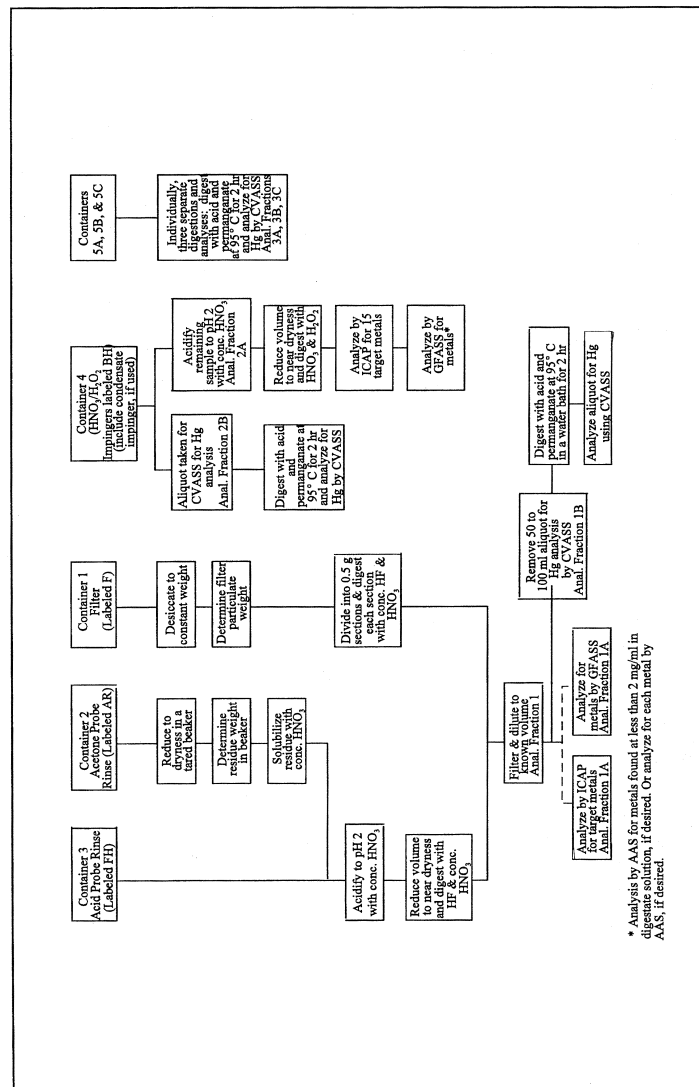 Container 3
Acid Probe Rinse
(Labeled FH)
Acidify to pH 2
with conc. HNO₃
Reduce volume
to near dryness
and digest with
HF & conc.
HNO₃
Container 2
Acetone Probe
Rinse (Labeled AR)
Reduce to
dryness in a
tared beaker
Determine
residue weight
in beaker
Solubilize
residue with
conc. HNO₃
Container 1
Filter
(Labeled F)
Desiccate to
constant weight
Determine filter
particulate
weight
Divide into 0.5 g
sections & digest
each section
with conc. HF &
HNO₃
Filter & dilute to
known volume
Anal. Fraction 1
Analyze by ICAP
for target metals
Anal. Fraction 1A
Analyze for
metals by GFASS
Anal. Fraction 1A
Remove 50 to
100 ml aliquot for
Hg analysis
by CVASS
Anal. Fraction 1B
Digest with acid and
permanganate at 95° C
in a water bath for 2 hr
Analyze aliquot for Hg
using CVASS
Container 4
(HNO₃/H₂O₂
Impingers labeled BH)
(include condensate
impinger, if used)
Aliquot taken for
CVASS for Hg
analysis
Anal. Fraction 2B
Digest with acid
and
permanganate at
95° C for 2 hr
and analyze for
Hg by CVASS
Acidify
remaining
sample to pH 2
with conc. HNO₃
Anal. Fraction
2A
Reduce volume
to near dryness
and digest with
HNO₃ & H₂O₂
Analyze by
ICAP for 15
target metals
Analyze by
GFASS for
metals*
Containers
5A, 5B, & 5C
Individually,
three separate
digestions and
analyses: digest
with acid and
permanganate
at 95° C for 2 hr
and analyze for
Hg by CVASS
Anal. Fractions
3A, 3B, 3C
* Analysis by AAS for metals found at less than 2 mg/ml in
digestate solution, if desired. Or analyze for each metal by
AAS, if desired.